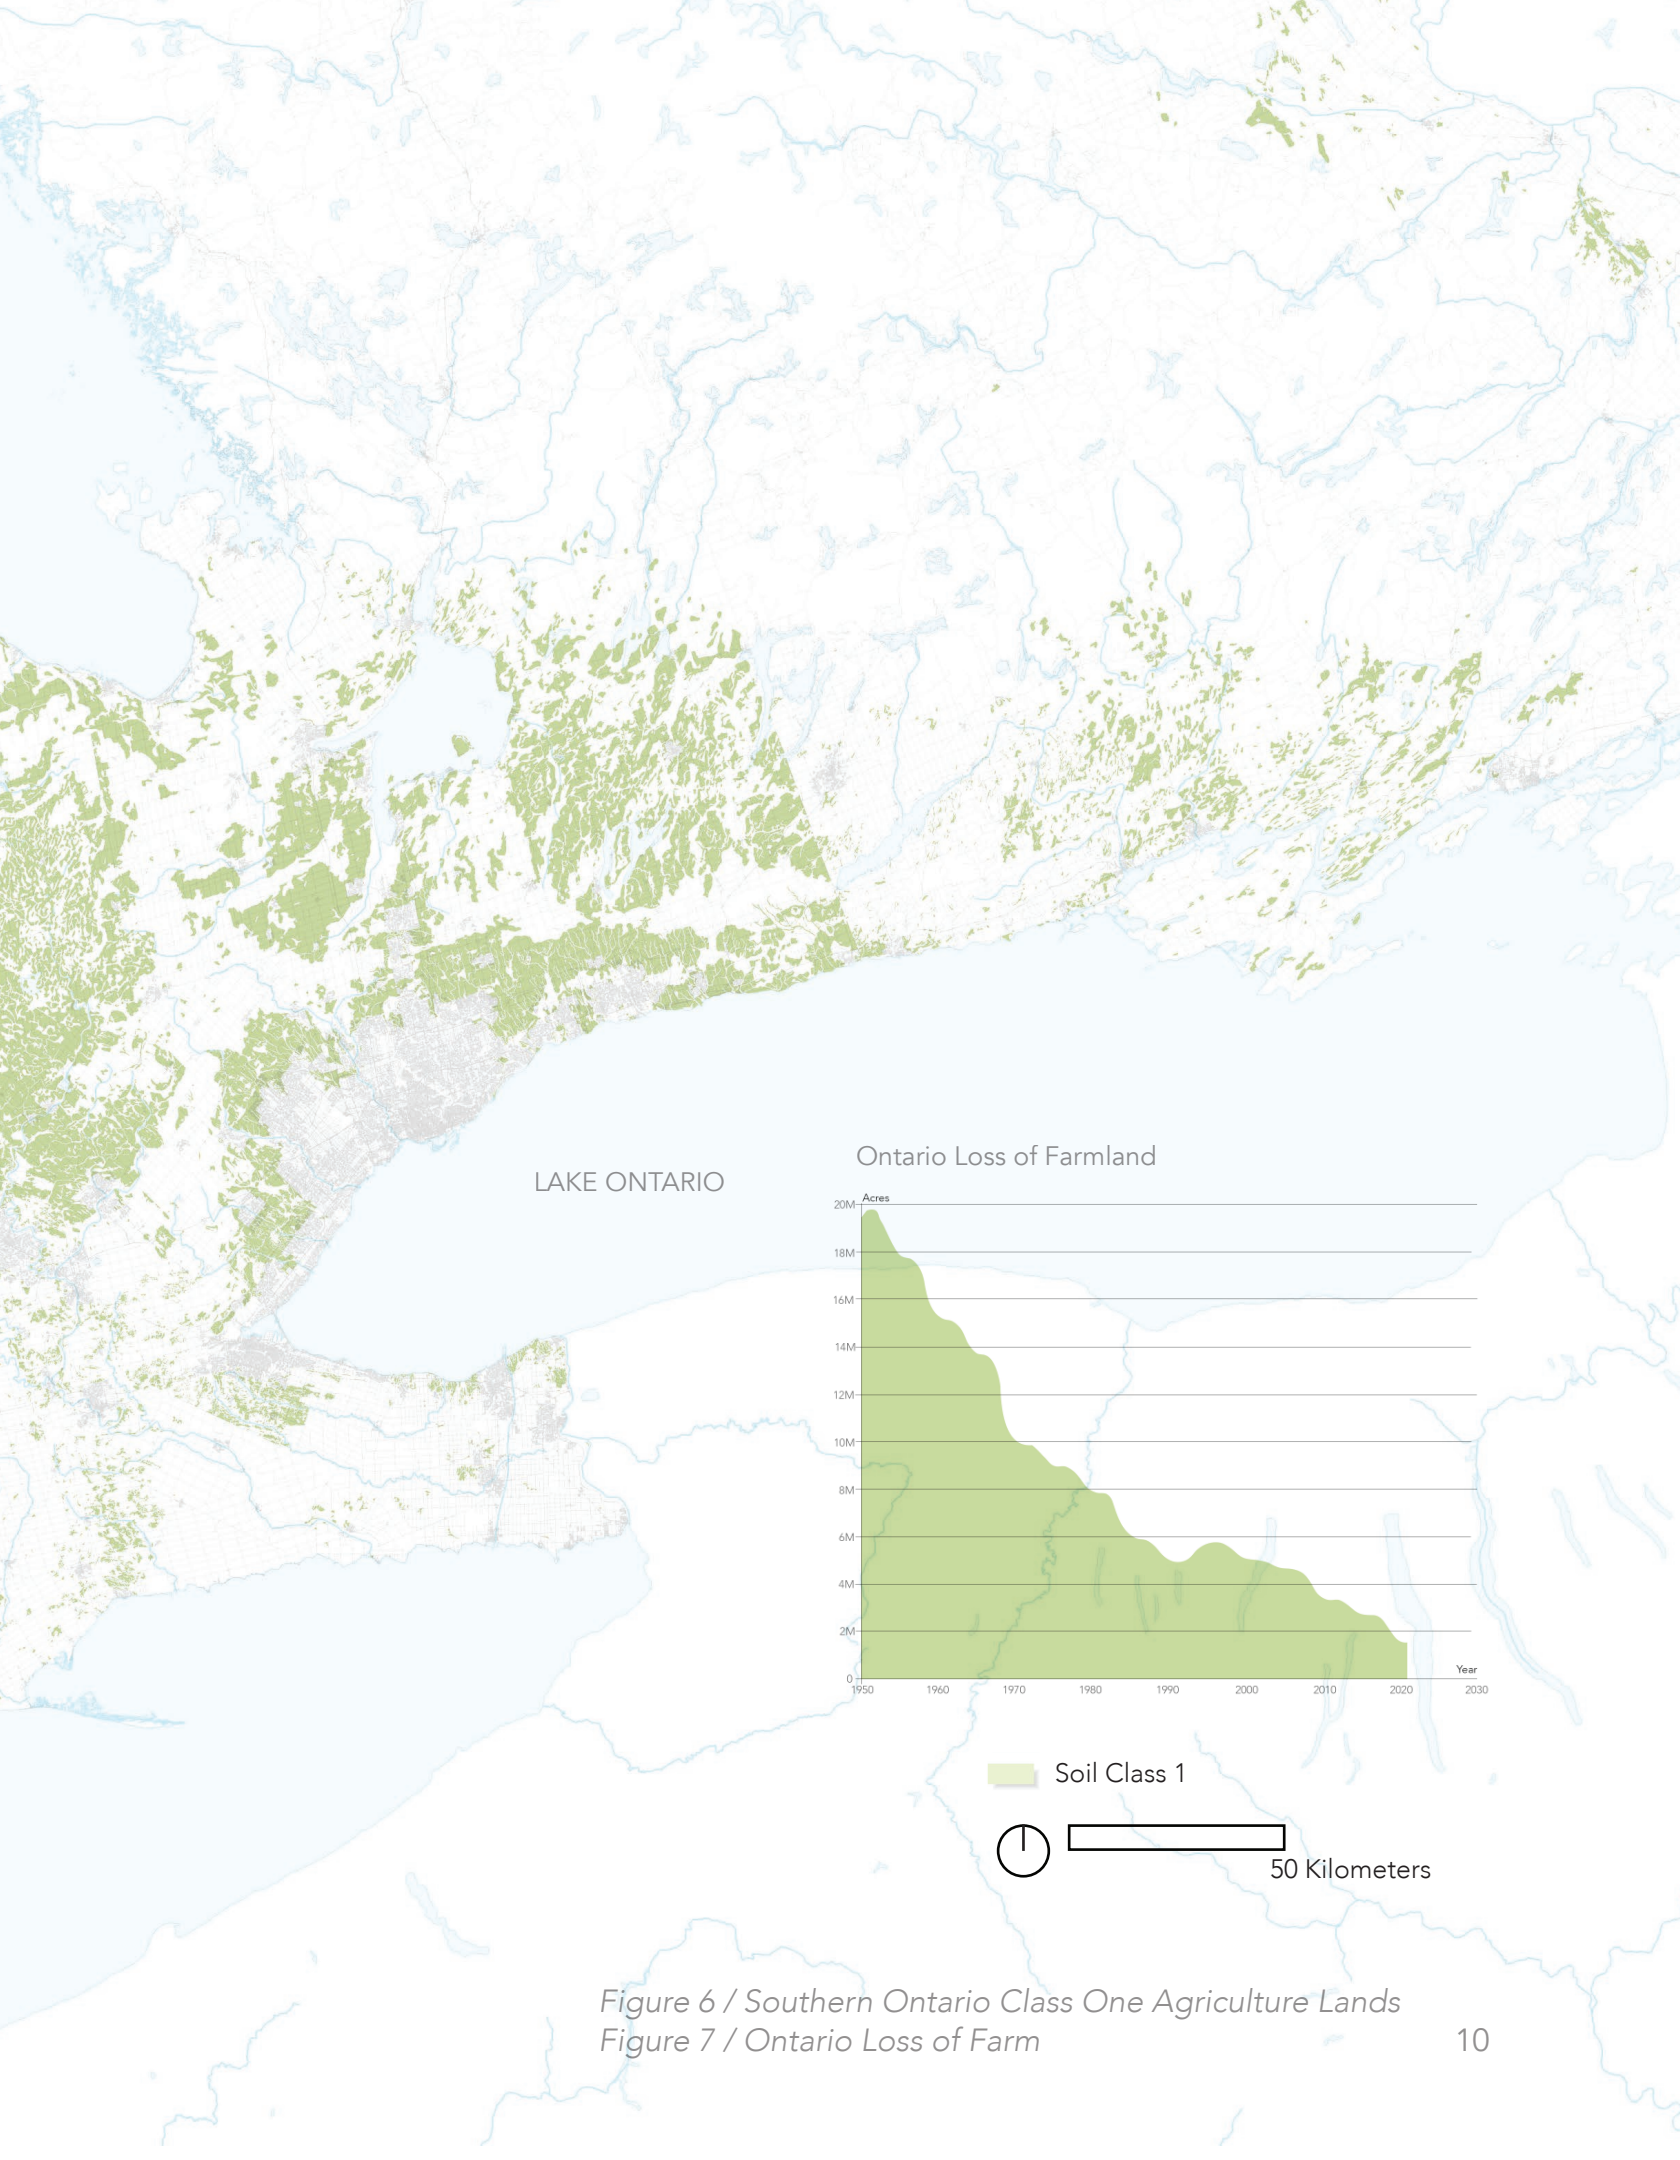 LAKE ONTARIO
Ontario Loss of Farmland
Acres
20M
18M
16M
14M
12M
10M
8M
6M
4M
2M
0
Year
1950 1960 1970 1980 1990 2000 2010 2020 2030
Soil Class 1
50 Kilometers
Figure 6 / Southern Ontario Class One Agriculture Lands
Figure 7 / Ontario Loss of Farm
10